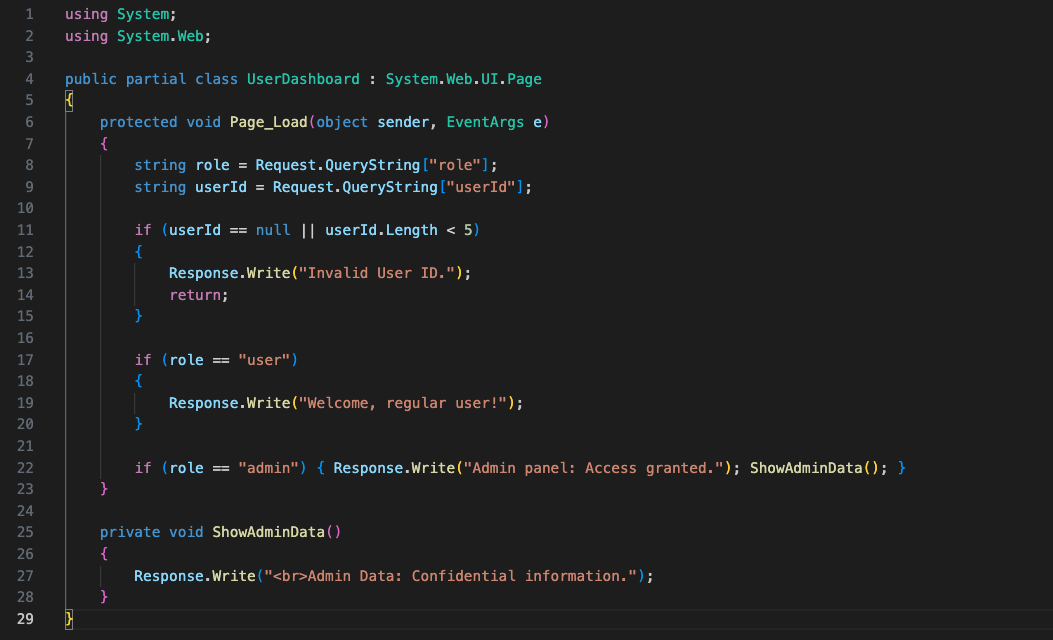 1 using System;
2 using System.Web;
3
4 public partial class UserDashboard : System.Web.UI.Page
5 {
6     protected void Page_Load(object sender, EventArgs e)
7     {
8         string role = Request.QueryString["role"];
9         string userId = Request.QueryString["userId"];
10
11         if (userId == null || userId.Length < 5)
12         {
13             Response.Write("Invalid User ID.");
14             return;
15         }
16
17         if (role == "user")
18         {
19             Response.Write("Welcome, regular user!");
20         }
21
22         if (role == "admin") { Response.Write("Admin panel: Access granted."); ShowAdminData(); }
23     }
24
25     private void ShowAdminData()
26     {
27         Response.Write("<br>Admin Data: Confidential information.");
28     }
29 }